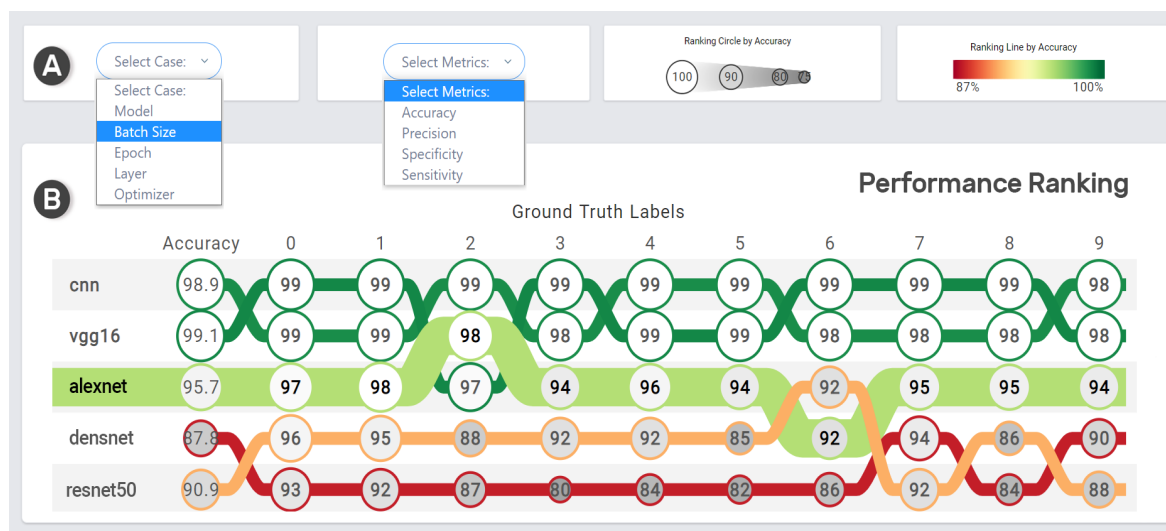 A
Select Case:
Select Case:
Model
Batch Size
Epoch
Layer
Optimizer
Select Metrics:
Select Metrics:
Accuracy
Precision
Specificity
Sensitivity
Ranking Circle by Accuracy
100 90 80 75
Ranking Line by Accuracy
87% 100%
B
Performance Ranking
Ground Truth Labels
Accuracy 0 1 2 3 4 5 6 7 8 9
cnn 98.9 99 99 99 99 99 99 99 99 99 98
vgg16 99.1 99 99 98 98 99 99 98 98 98 98
alexnet 95.7 97 98 97 94 96 94 92 95 95 94
densnet 87.8 96 95 88 92 92 85 92 94 86 90
resnet50 90.9 93 92 87 80 84 82 86 92 84 88